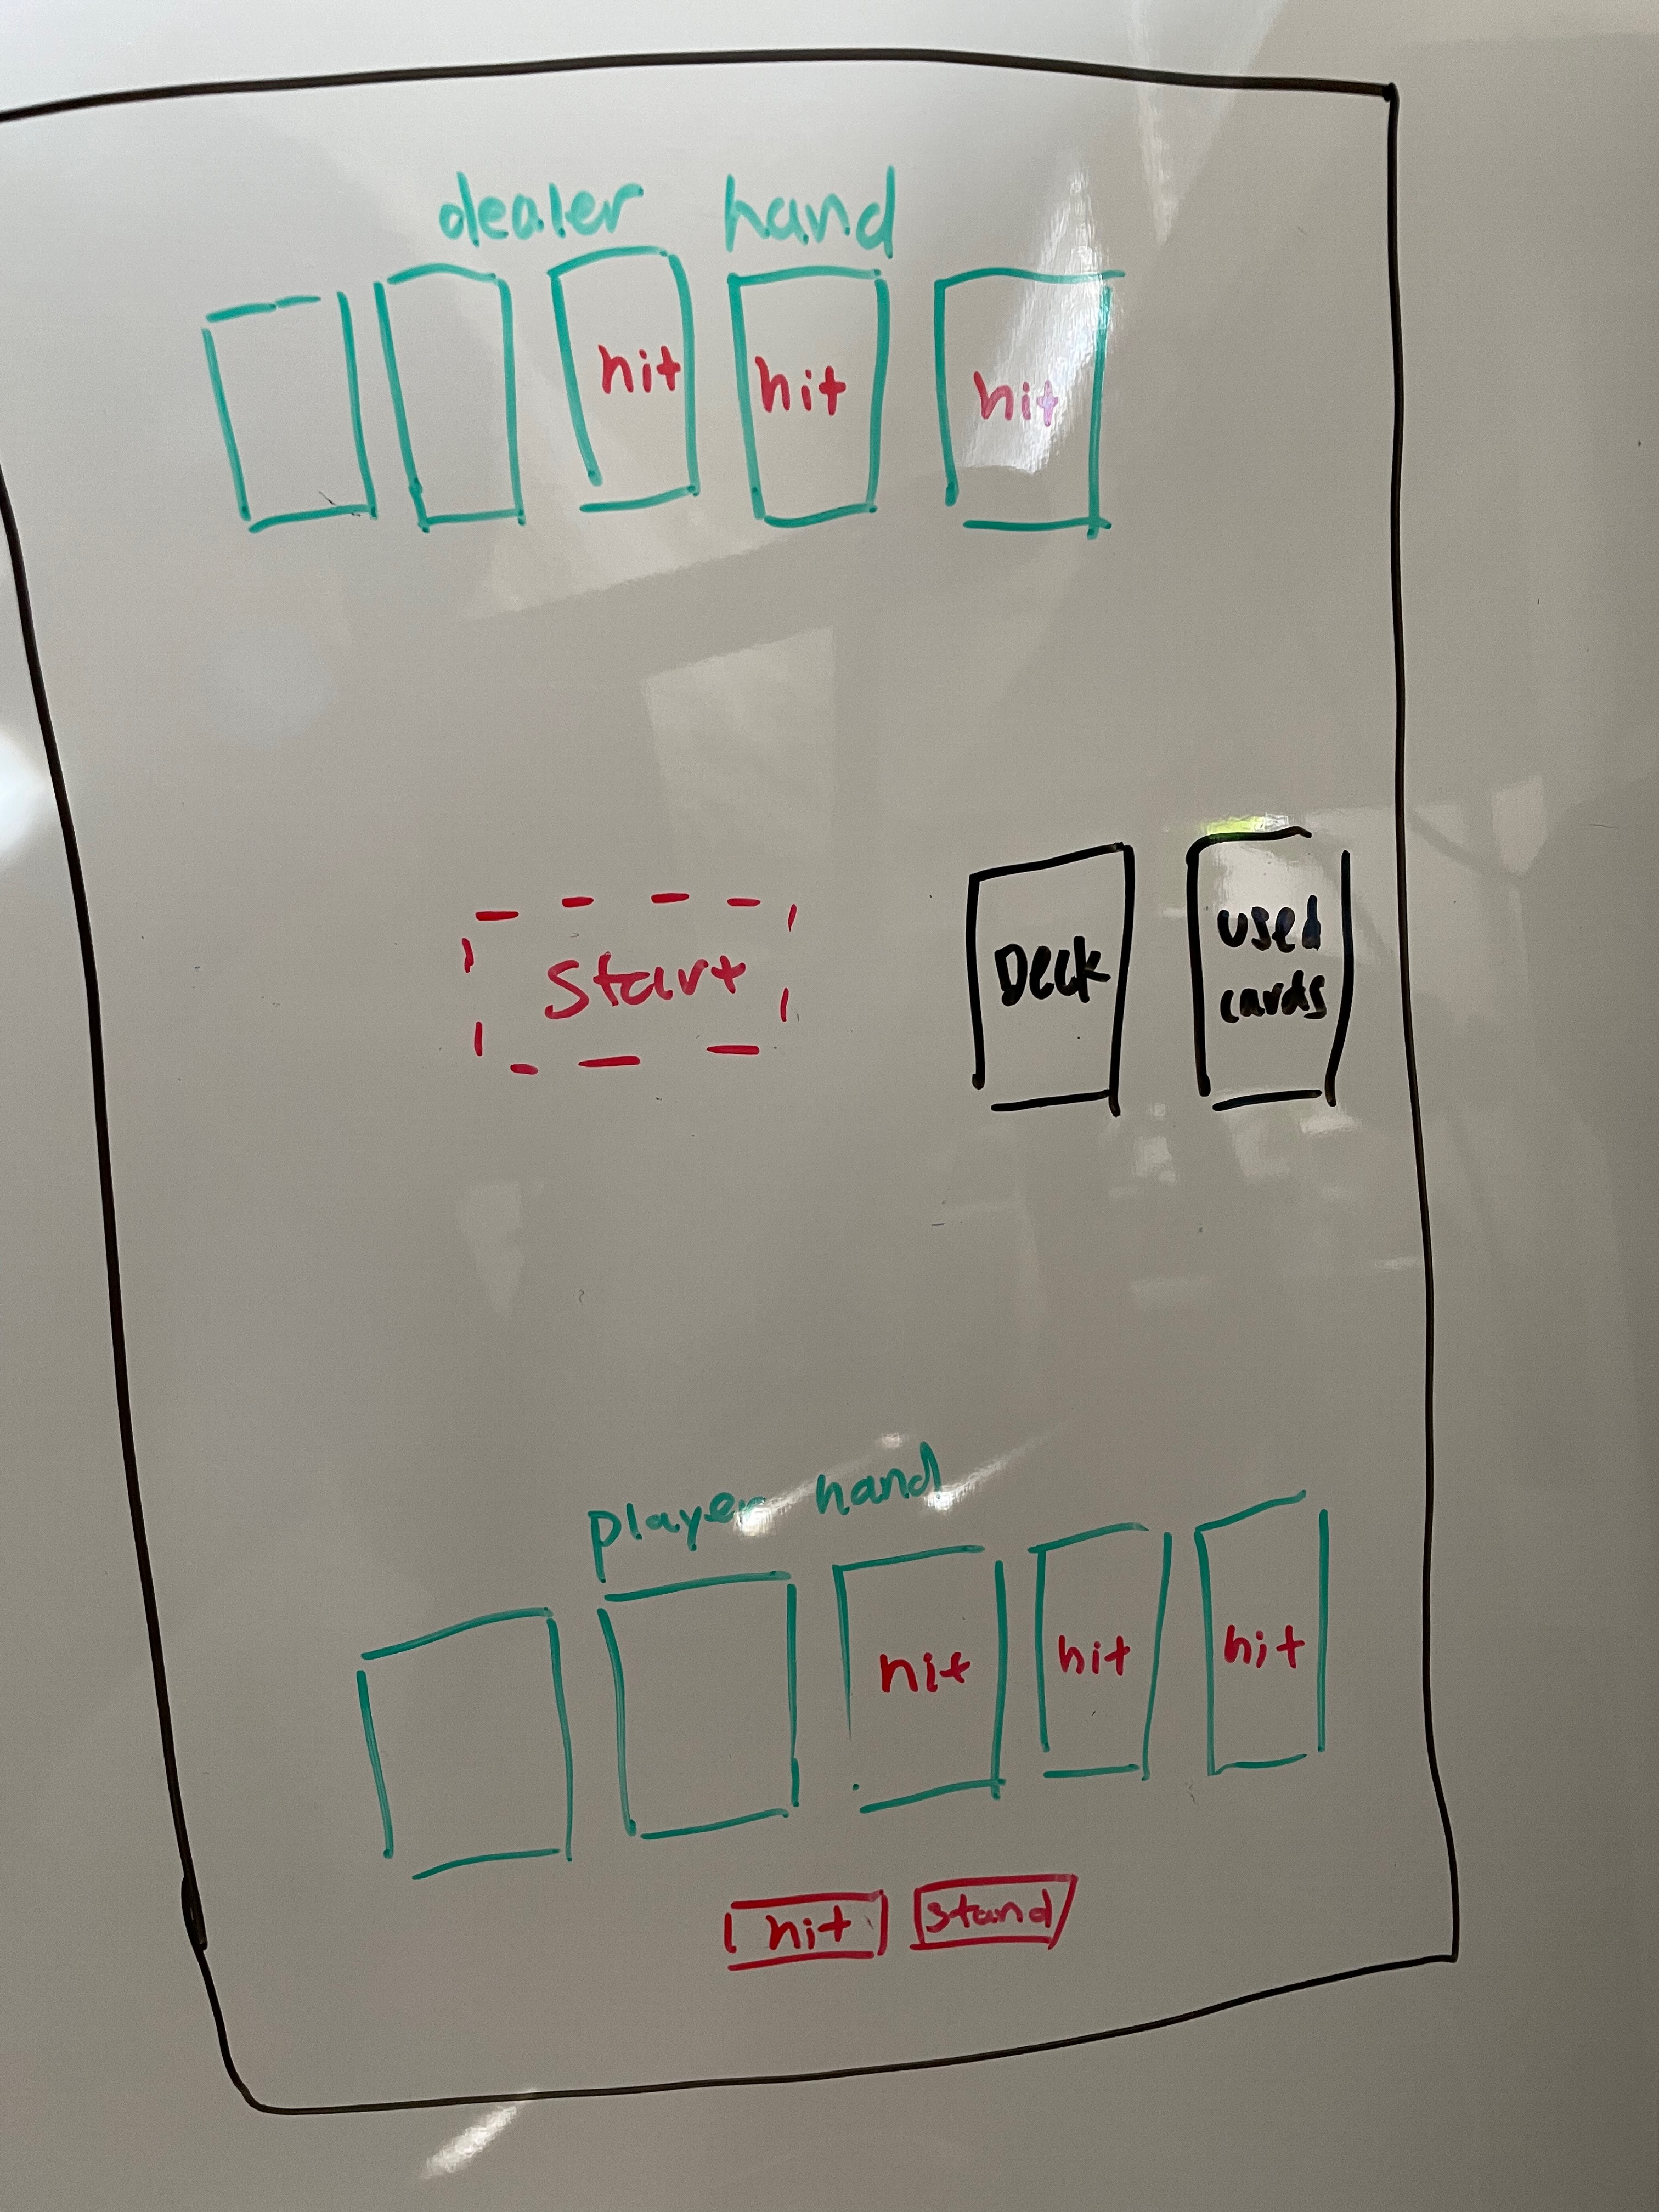 dealer hand
hit hit hit
Start
Deck
used
cards
player hand
hit hit hit
hit stand